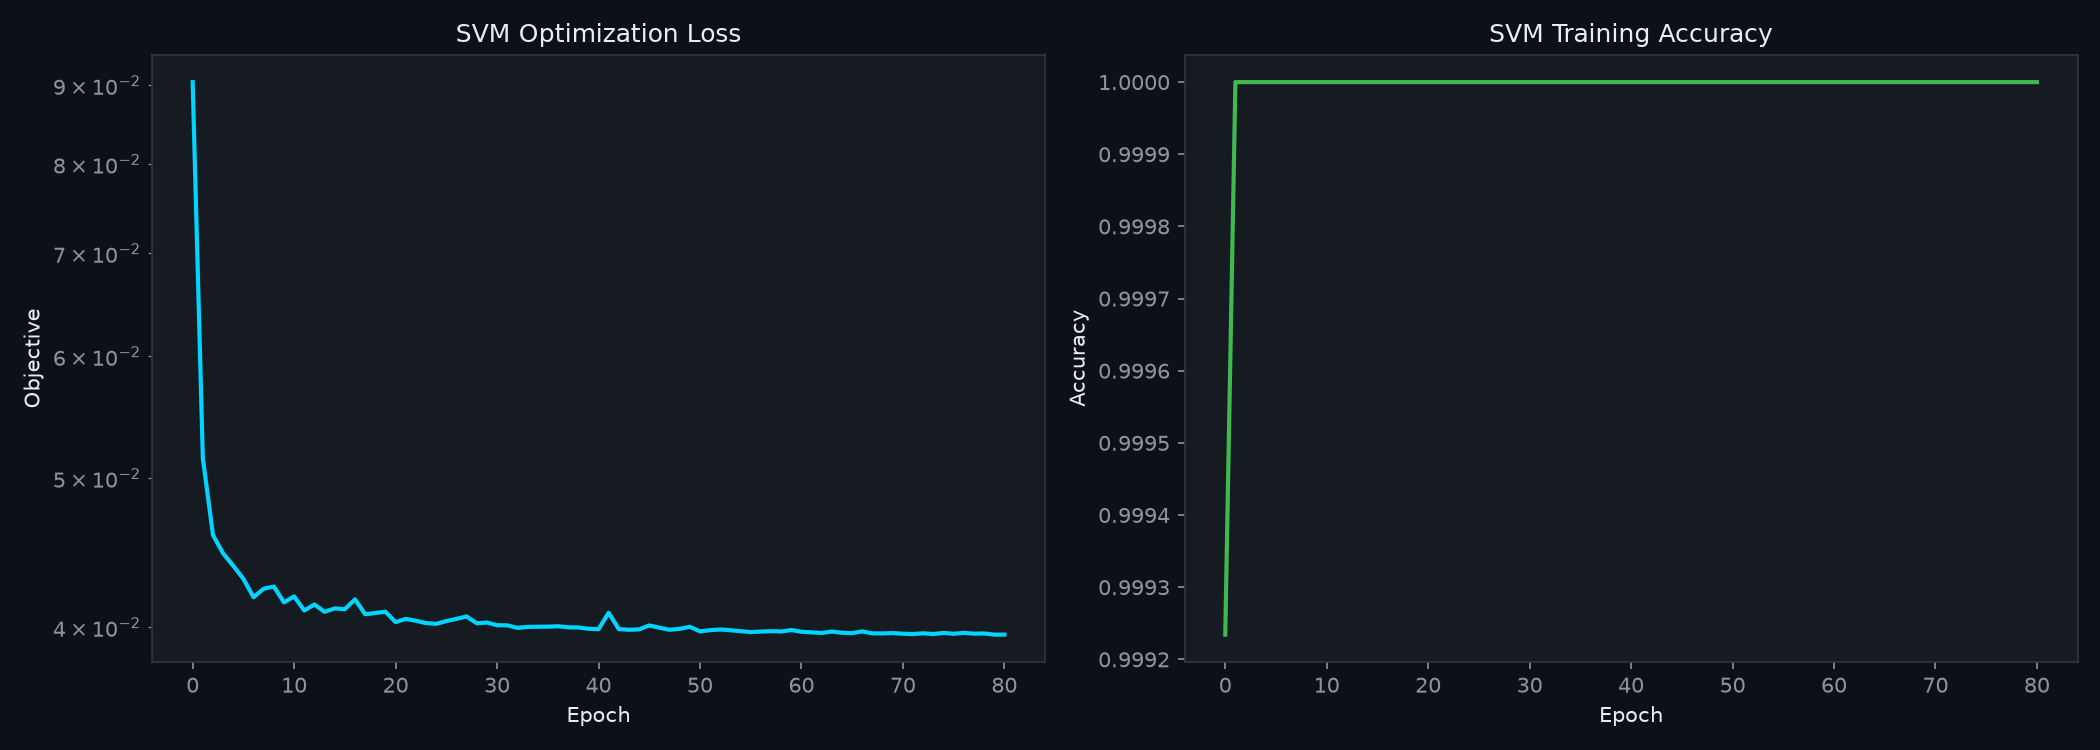 SVM Optimization Loss
9 × 10⁻²
8 × 10⁻²
7 × 10⁻²
6 × 10⁻²
5 × 10⁻²
4 × 10⁻²
Objective
0 10 20 30 40 50 60 70 80
Epoch
SVM Training Accuracy
1.0000
0.9999
0.9998
0.9997
0.9996
0.9995
0.9994
0.9993
0.9992
Accuracy
0 10 20 30 40 50 60 70 80
Epoch